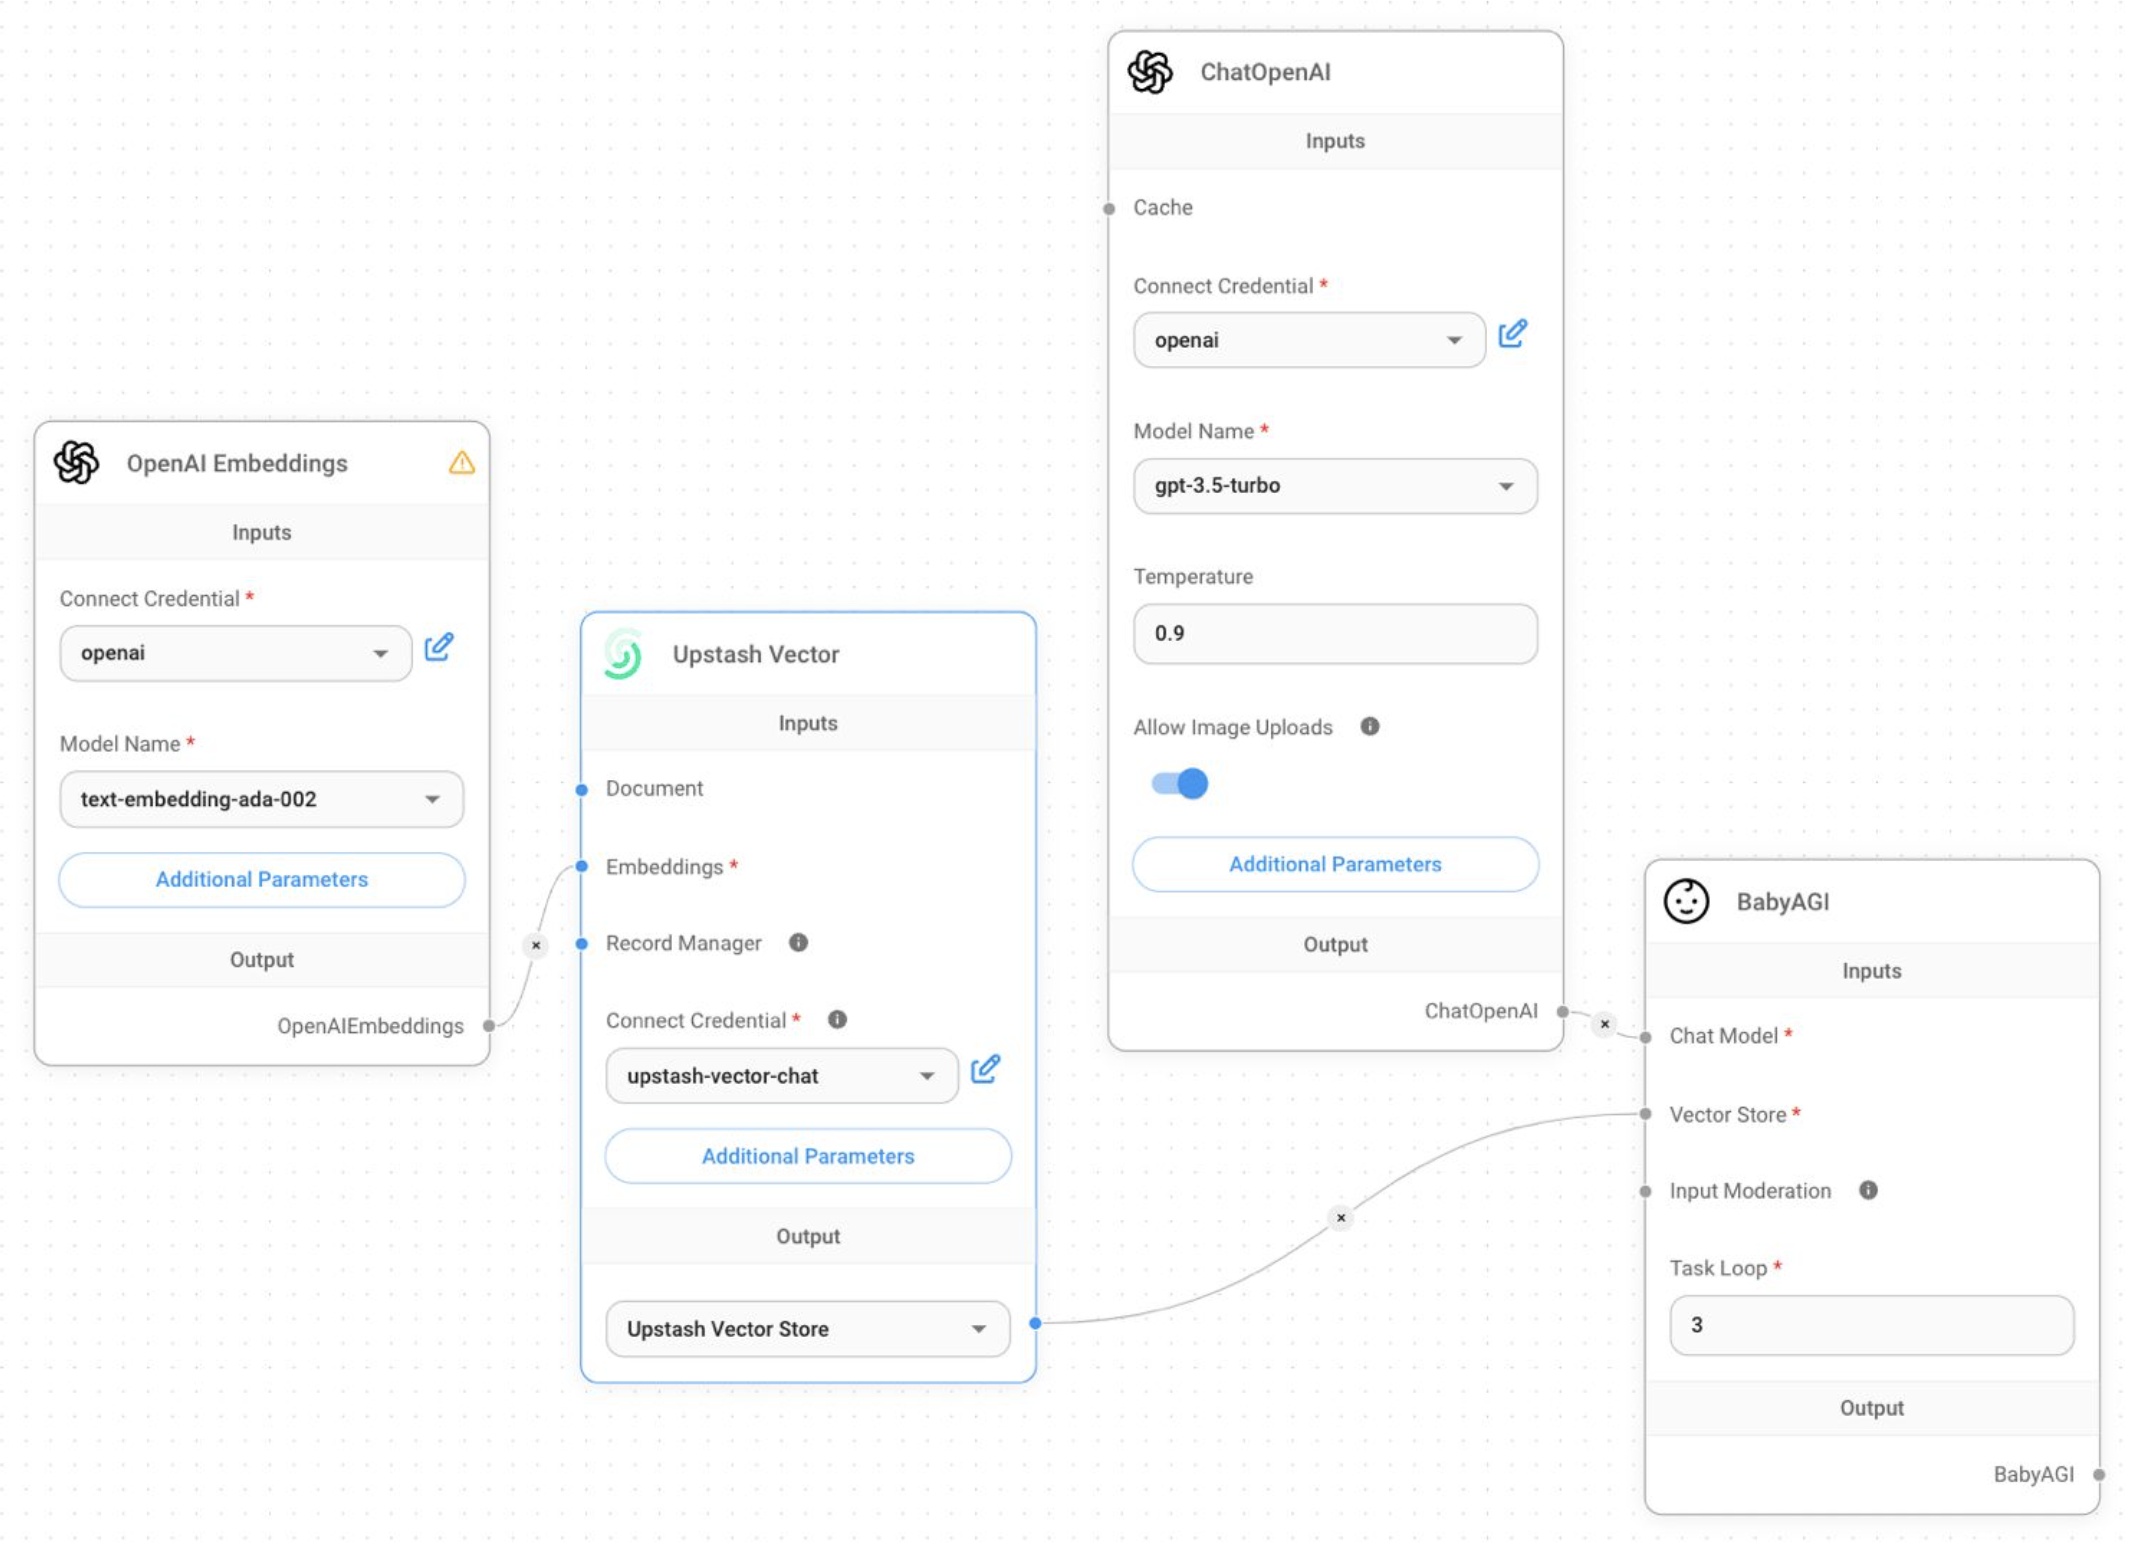 OpenAI Embeddings
Inputs
Connect Credential *
openai
Model Name *
text-embedding-ada-002
Additional Parameters
Output
OpenAIEmbeddings
Upstash Vector
Inputs
Document
Embeddings *
Record Manager
Connect Credential *
upstash-vector-chat
Additional Parameters
Output
Upstash Vector Store
ChatOpenAI
Inputs
Cache
Connect Credential *
openai
Model Name *
gpt-3.5-turbo
Temperature
0.9
Allow Image Uploads
Additional Parameters
Output
ChatOpenAI
BabyAGI
Inputs
Chat Model *
Vector Store *
Input Moderation
Task Loop *
3
Output
BabyAGI